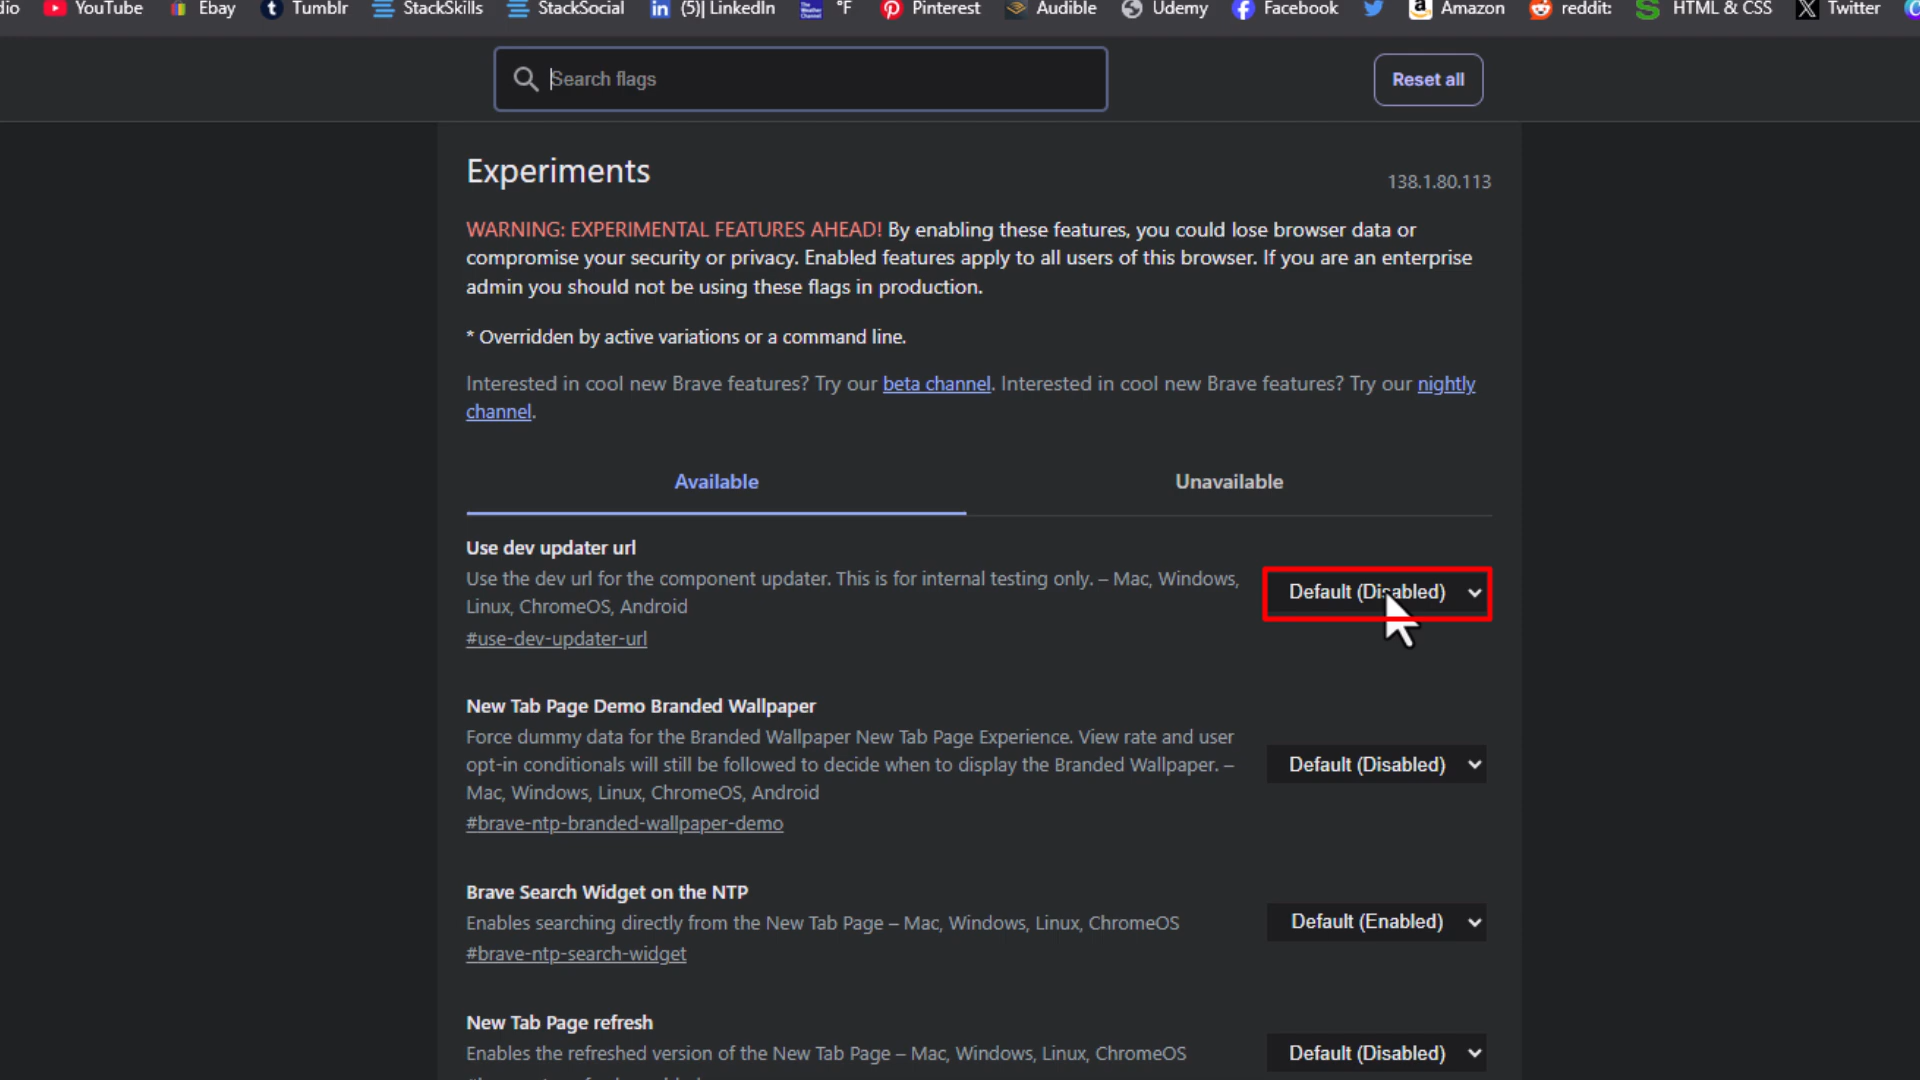 dio YouTube Ebay Tumblr StackSkills StackSocial (5)| LinkedIn °F Pinterest Audible Udemy Facebook Amazon reddit: HTML & CSS Twitter
Search flags
Reset all
Experiments
138.1.80.113
WARNING: EXPERIMENTAL FEATURES AHEAD! By enabling these features, you could lose browser data or
compromise your security or privacy. Enabled features apply to all users of this browser. If you are an enterprise
admin you should not be using these flags in production.
* Overridden by active variations or a command line.
Interested in cool new Brave features? Try our beta channel. Interested in cool new Brave features? Try our nightly
channel.
Available
Unavailable
Use dev updater url
Use the dev url for the component updater. This is for internal testing only. – Mac, Windows,
Linux, ChromeOS, Android
#use-dev-updater-url
Default (Disabled)
New Tab Page Demo Branded Wallpaper
Force dummy data for the Branded Wallpaper New Tab Page Experience. View rate and user
opt-in conditionals will still be followed to decide when to display the Branded Wallpaper. –
Mac, Windows, Linux, ChromeOS, Android
#brave-ntp-branded-wallpaper-demo
Default (Disabled)
Brave Search Widget on the NTP
Enables searching directly from the New Tab Page – Mac, Windows, Linux, ChromeOS
#brave-ntp-search-widget
Default (Enabled)
New Tab Page refresh
Enables the refreshed version of the New Tab Page – Mac, Windows, Linux, ChromeOS
Default (Disabled)